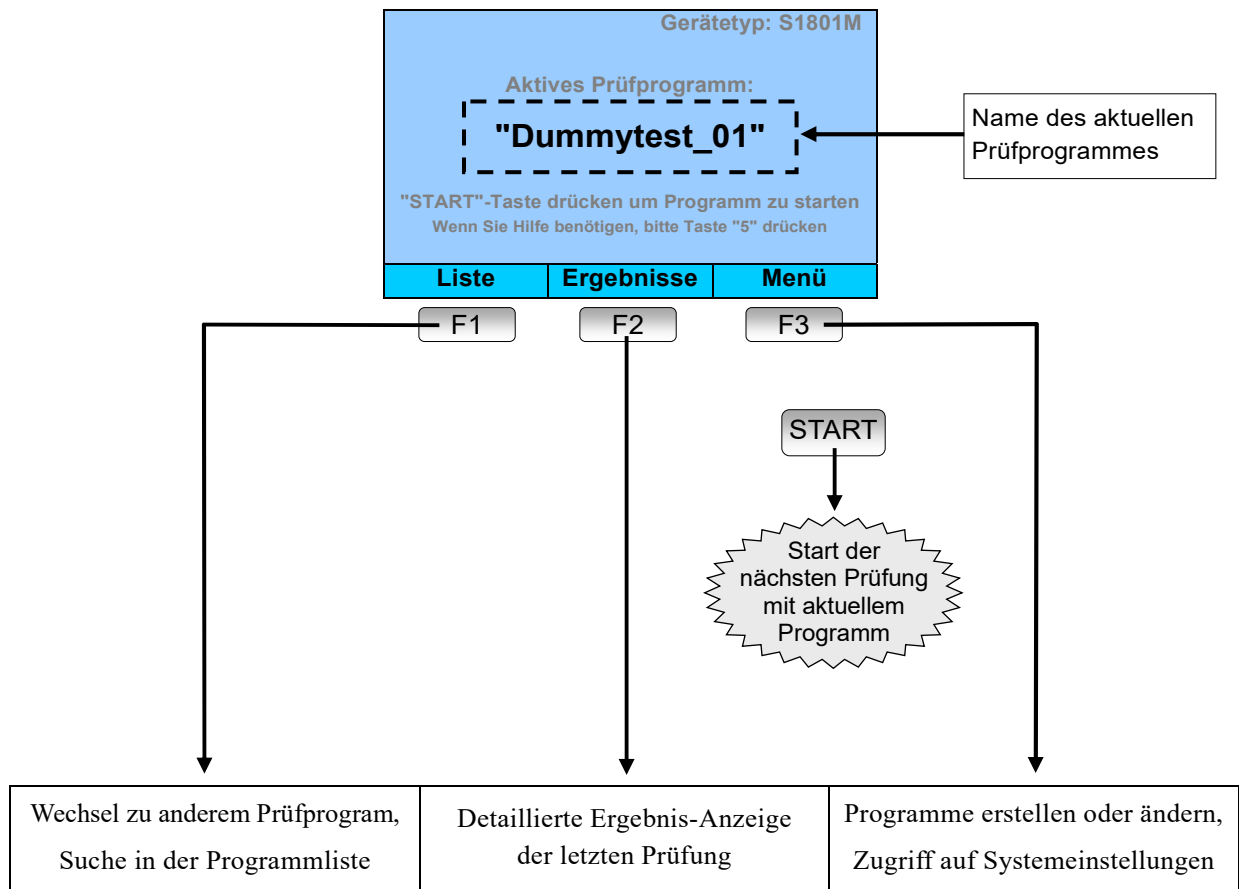 Gerätetyp: S1801M
Aktives Prüfprogramm:
"Dummytest_01"
Name des aktuellen
Prüfprogrammes
"START"-Taste drücken um Programm zu starten
Wenn Sie Hilfe benötigen, bitte Taste "5" drücken
Liste Ergebnisse Menü
F1 F2 F3
START
Start der
nächsten Prüfung
mit aktuellem
Programm
Wechsel zu anderem Prüfprogram,
Suche in der Programmliste
Detaillierte Ergebnis-Anzeige
der letzten Prüfung
Programme erstellen oder ändern,
Zugriff auf Systemeinstellungen